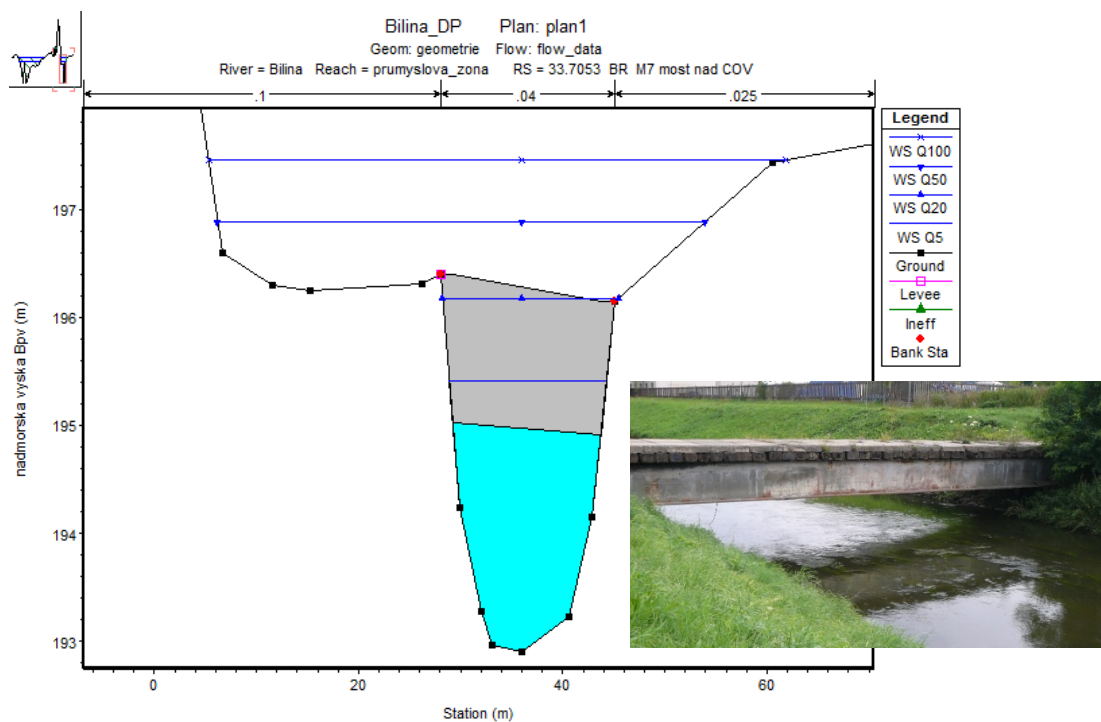 Bilina_DP Plan: plan1
Geom: geometrie Flow: flow_data
River = Bilina Reach = prumyslova_zona RS = 33.7053 BR M7 most nad COV
.1 .04 .025
Legend
WS Q100
WS Q50
WS Q20
WS Q5
Ground
Levee
Ineff
Bank Sta
197
196
195
194
193
nadmorska vyska Bpv (m)
0 20 40 60
Station (m)